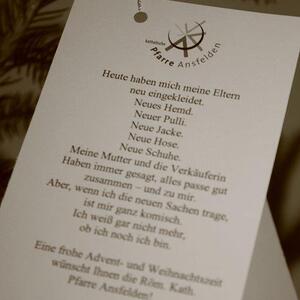 katholische
Pfarre Ansfelden
Heute haben mich meine Eltern
neu eingekleidet.
Neues Hemd.
Neuer Pulli.
Neue Jacke.
Neue Hose.
Neue Schuhe.
Meine Mutter und die Verkäuferin
Haben immer gesagt, alles passe gut
zusammen – und zu mir.
Aber, wenn ich die neuen Sachen trage,
ist mir ganz komisch.
Ich weiß gar nicht mehr,
ob ich noch ich bin.
Eine frohe Advent- und Weihnachtszeit
wünscht Ihnen die Röm. Kath.
Pfarre Ansfelden!